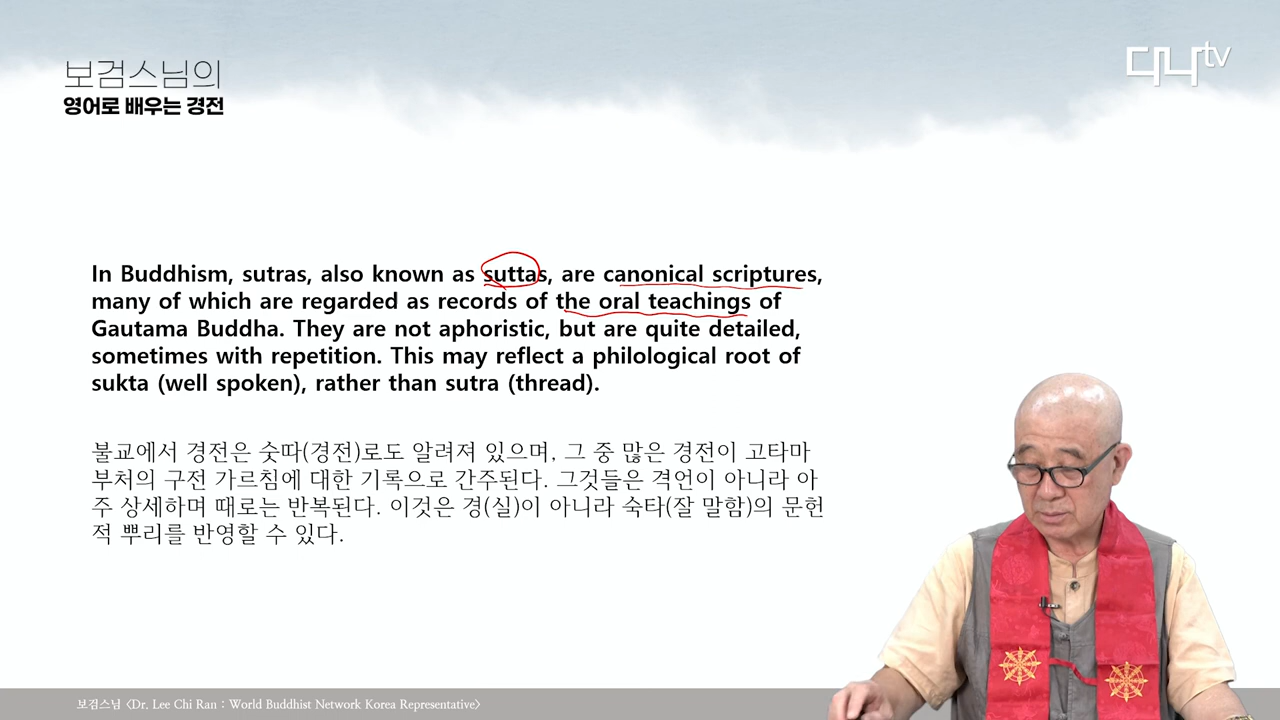 보검스님의
영어로 배우는 경전
다나tv
In Buddhism, sutras, also known as suttas, are canonical scriptures,
many of which are regarded as records of the oral teachings of
Gautama Buddha. They are not aphoristic, but are quite detailed,
sometimes with repetition. This may reflect a philological root of
sukta (well spoken), rather than sutra (thread).
불교에서 경전은 숫따(경전)로도 알려져 있으며, 그 중 많은 경전이 고타마
부처의 구전 가르침에 대한 기록으로 간주된다. 그것들은 격언이 아니라 아
주 상세하며 때로는 반복된다. 이것은 경(실)이 아니라 숙타(잘 말함)의 문헌
적 뿌리를 반영할 수 있다.
보검스님 <Dr. Lee Chi Ran : World Buddhist Network Korea Representative>